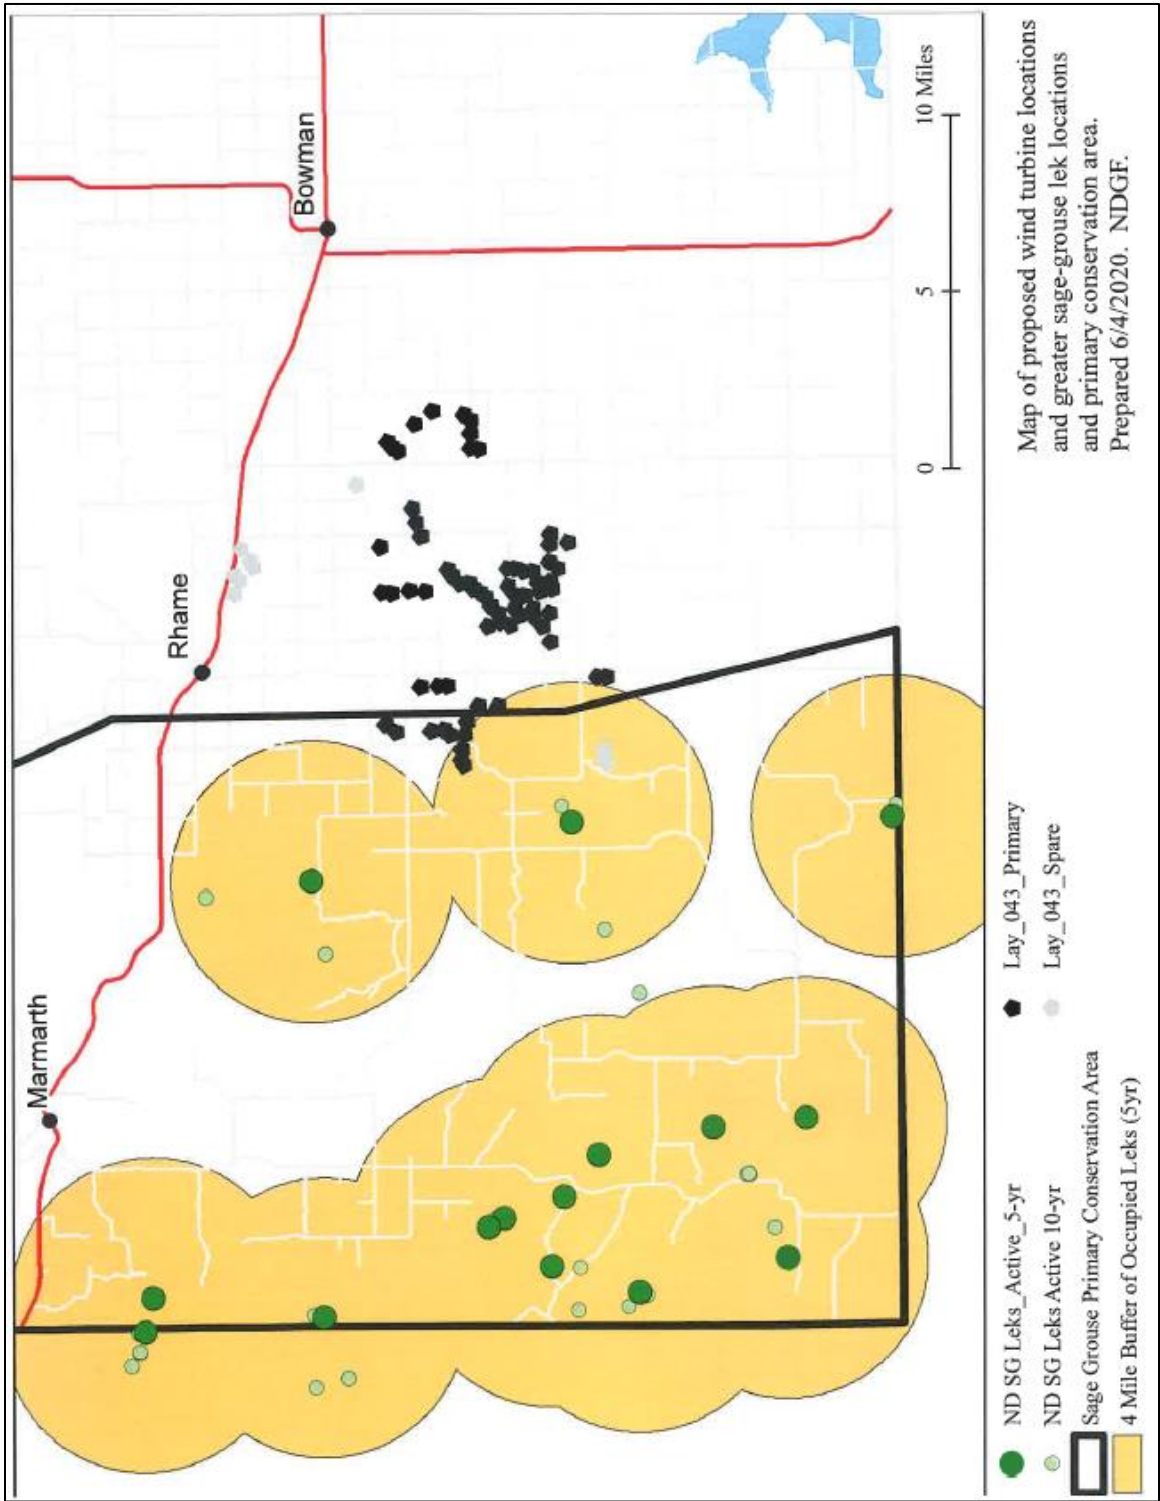 Marmarth
Rhame
Bowman
0
5
10 Miles
ND SG Leks_Active_5-yr
ND SG Leks Active 10-yr
Sage Grouse Primary Conservation Area
4 Mile Buffer of Occupied Leks (5yr)
Lay_043_Primary
Lay_043_Spare
Map of proposed wind turbine locations
and greater sage-grouse lek locations
and primary conservation area.
Prepared 6/4/2020. NDGF.